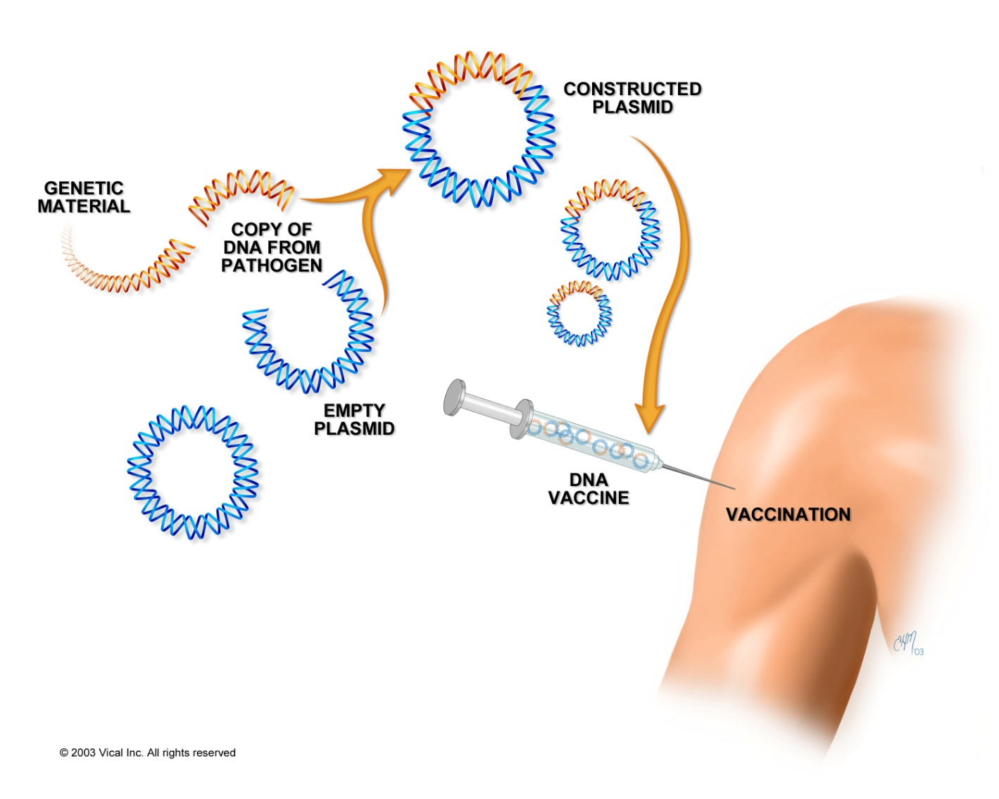 CONSTRUCTED
PLASMID
GENETIC
MATERIAL
COPY OF
DNA FROM
PATHOGEN
EMPTY
PLASMID
DNA
VACCINE
VACCINATION
'03
© 2003 Vical Inc. All rights reserved